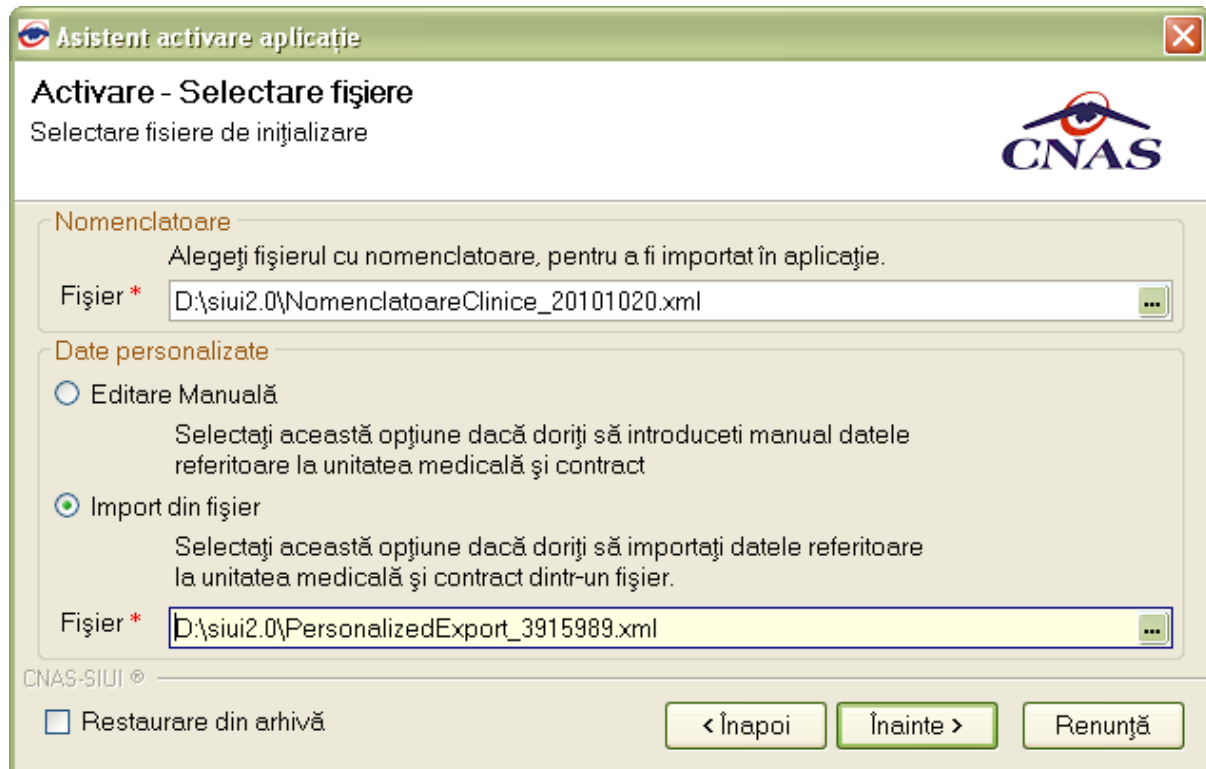 Asistent activare aplicaţie
Activare - Selectare fişiere
Selectare fisiere de iniţializare
CNAS
Nomenclatoare
Alegeţi fişierul cu nomenclatoare, pentru a fi importat în aplicaţie.
Fişier * D:\siui2.0\NomenclatoareClinice_20101020.xml ...
Date personalizate
Editare Manuală
Selectaţi această opţiune dacă doriţi să introduceti manual datele
referitoare la unitatea medicală şi contract
Import din fişier
Selectaţi această opţiune dacă doriţi să importaţi datele referitoare
la unitatea medicală şi contract dintr-un fişier.
Fişier * D:\siui2.0\PersonalizedExport_3915989.xml ...
CNAS-SIUI ®
Restaurare din arhivă < Înapoi Înainte > Renunţă